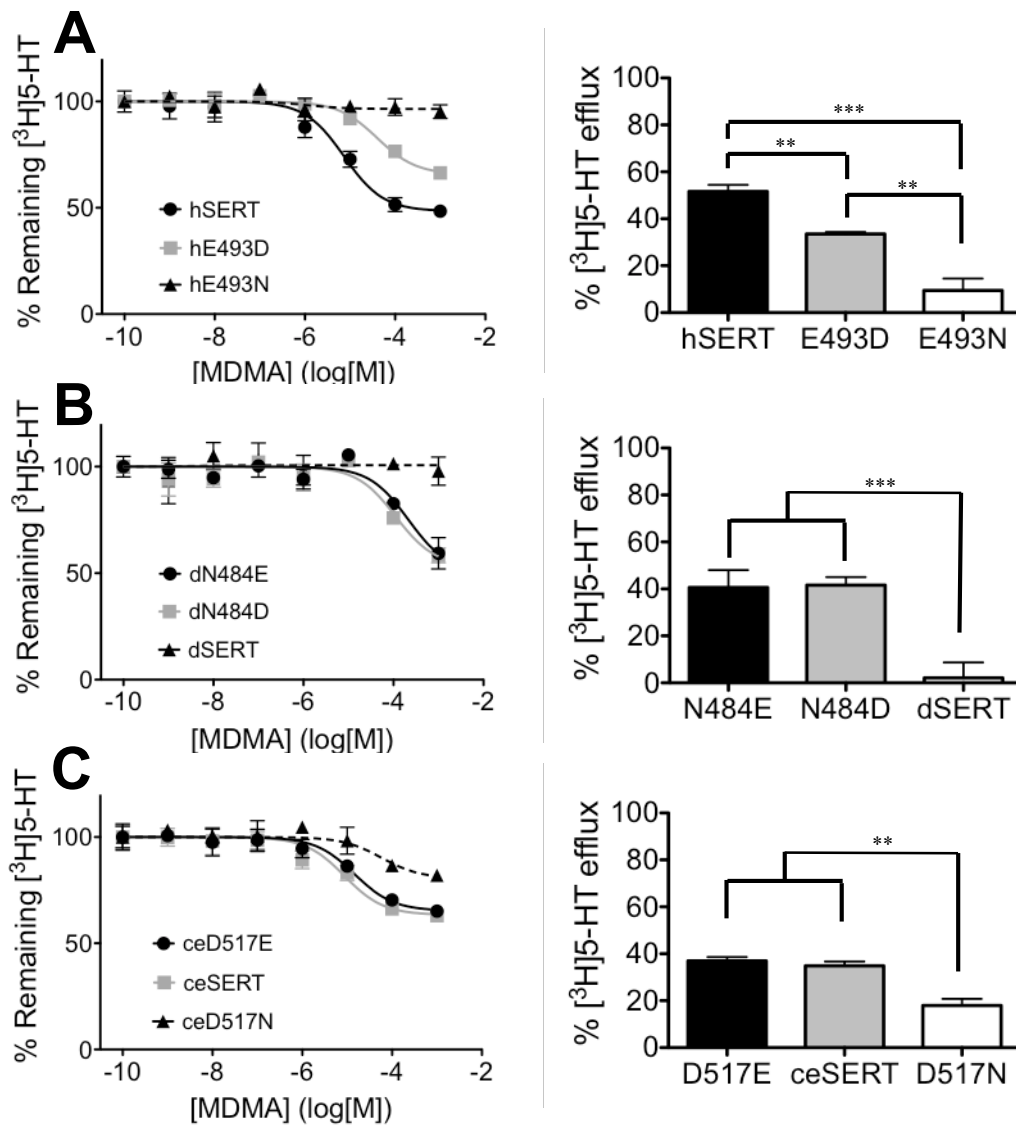 A
% Remaining [³H]5-HT
100
50
0
hSERT
hE493D
hE493N
-10 -8 -6 -4 -2
[MDMA] (log[M])
% [³H]5-HT efflux
100
80
60
40
20
0
***
**
**
hSERT E493D E493N
B
% Remaining [³H]5-HT
100
50
0
dN484E
dN484D
dSERT
-10 -8 -6 -4 -2
[MDMA] (log[M])
% [³H]5-HT efflux
100
80
60
40
20
0
***
N484E N484D dSERT
C
% Remaining [³H]5-HT
100
50
0
ceD517E
ceSERT
ceD517N
-10 -8 -6 -4 -2
[MDMA] (log[M])
% [³H]5-HT efflux
100
80
60
40
20
0
**
D517E ceSERT D517N